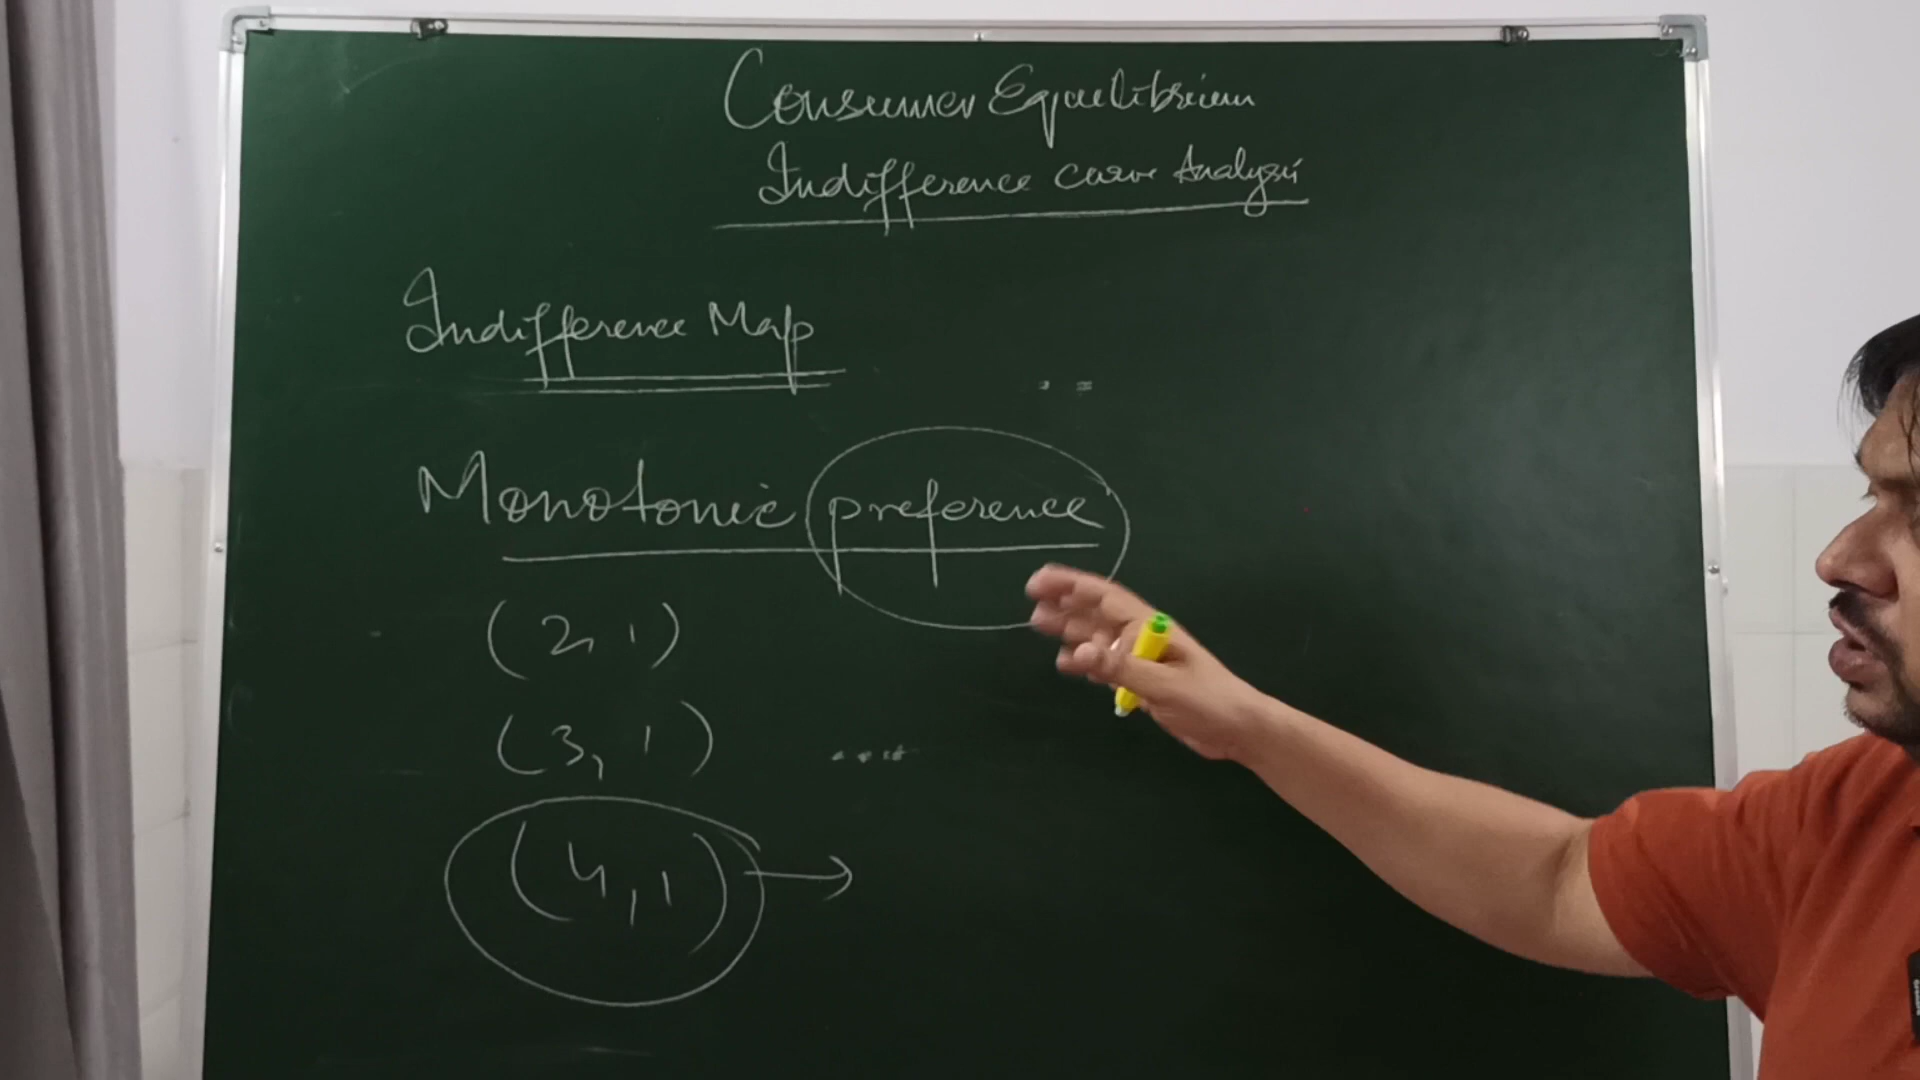 Consumer Equilibrium
Indifference curve Analysis
Indifference Map
Monotonic preference
(2, 1)
(3, 1)
(4, 1)